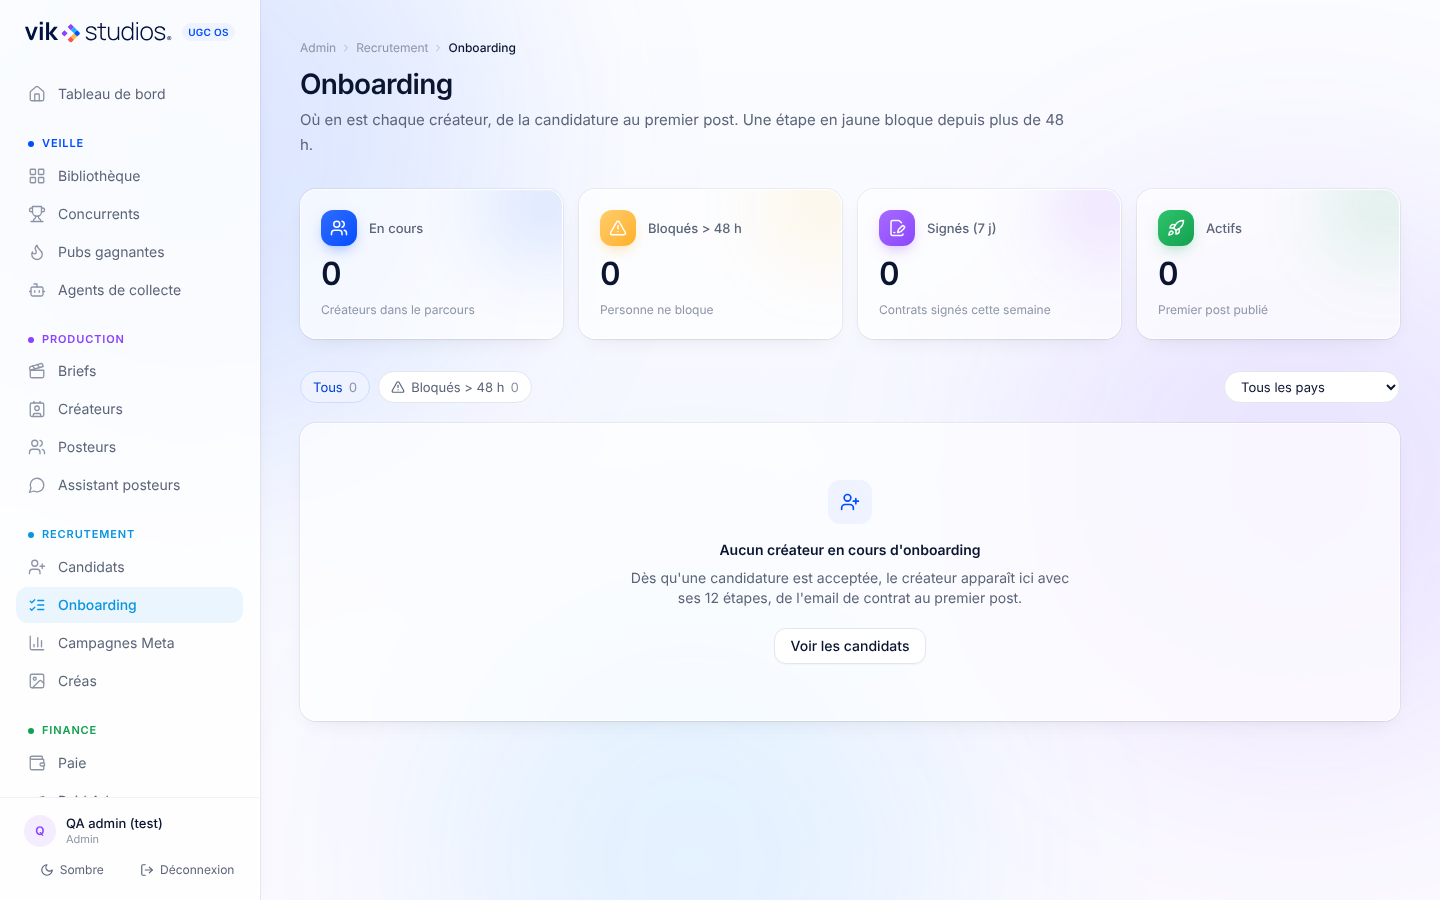 vik studios. UGC OS
Tableau de bord
VEILLE
Bibliothèque
Concurrents
Pubs gagnantes
Agents de collecte
PRODUCTION
Briefs
Créateurs
Posteurs
Assistant posteurs
RECRUTEMENT
Candidats
Onboarding
Campagnes Meta
Créas
FINANCE
Paie
Q
QA admin (test)
Admin
Sombre
Déconnexion
Admin > Recrutement > Onboarding
Onboarding
Où en est chaque créateur, de la candidature au premier post. Une étape en jaune bloque depuis plus de 48
h.
En cours
0
Créateurs dans le parcours
Bloqués > 48 h
0
Personne ne bloque
Signés (7 j)
0
Contrats signés cette semaine
Actifs
0
Premier post publié
Tous 0
Bloqués > 48 h 0
Tous les pays
Aucun créateur en cours d'onboarding
Dès qu'une candidature est acceptée, le créateur apparaît ici avec
ses 12 étapes, de l'email de contrat au premier post.
Voir les candidats